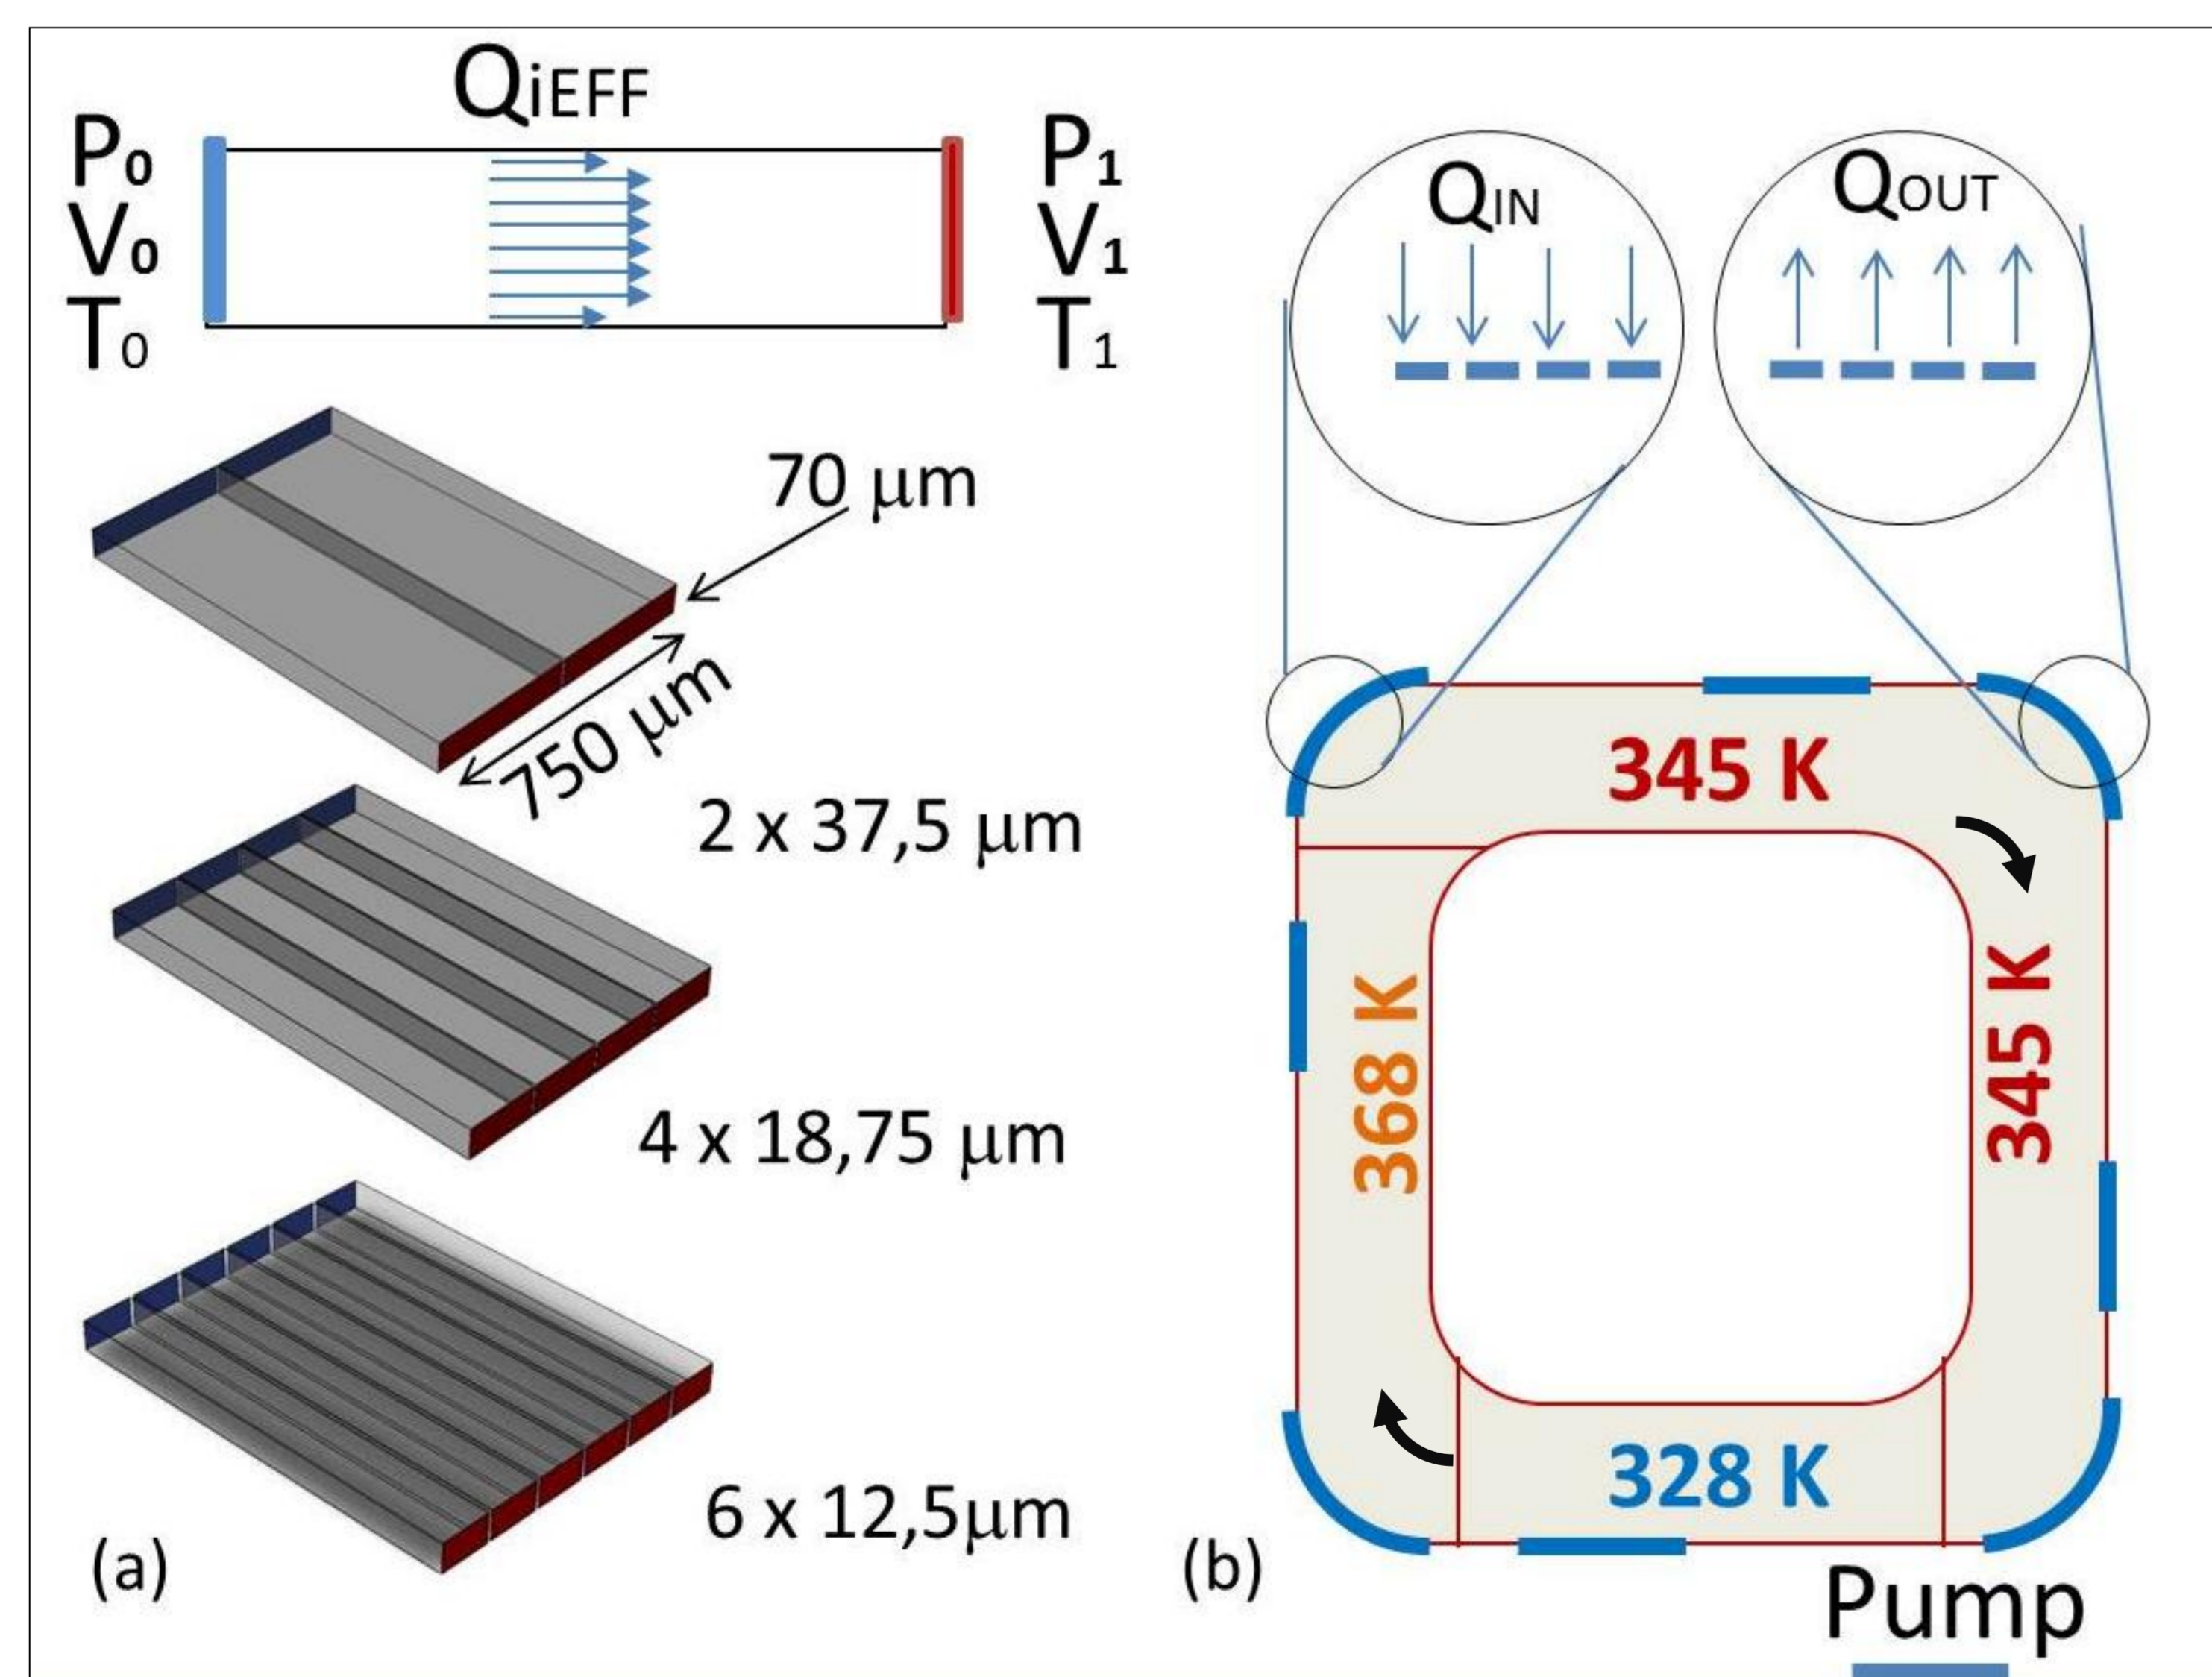 QiEFF
P0
V0
T0
P1
V1
T1
70 μm
750 μm
2 x 37,5 μm
4 x 18,75 μm
6 x 12,5μm
(a)
QIN
QOUT
345 K
368 K
345 K
328 K
(b)
Pump